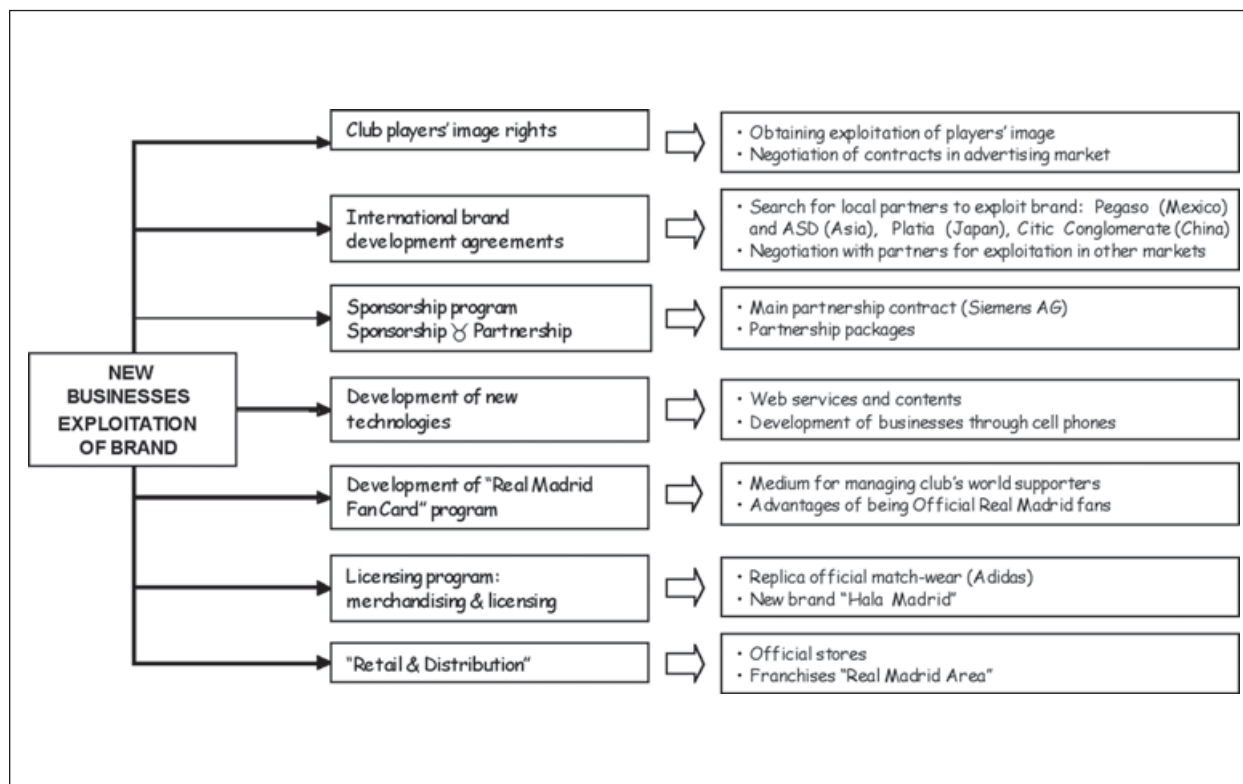 Club players' image rights
• Obtaining exploitation of players' image
• Negotiation of contracts in advertising market
International brand
development agreements
• Search for local partners to exploit brand: Pegaso (Mexico)
and ASD (Asia), Platia (Japan), Citic Conglomerate (China)
• Negotiation with partners for exploitation in other markets
Sponsorship program
Sponsorship ♉ Partnership
• Main partnership contract (Siemens AG)
• Partnership packages
NEW
BUSINESSES
EXPLOITATION
OF BRAND
Development of new
technologies
• Web services and contents
• Development of businesses through cell phones
Development of "Real Madrid
FanCard" program
• Medium for managing club's world supporters
• Advantages of being Official Real Madrid fans
Licensing program:
merchandising & licensing
• Replica official match-wear (Adidas)
• New brand "Hala Madrid"
"Retail & Distribution"
• Official stores
• Franchises "Real Madrid Area"